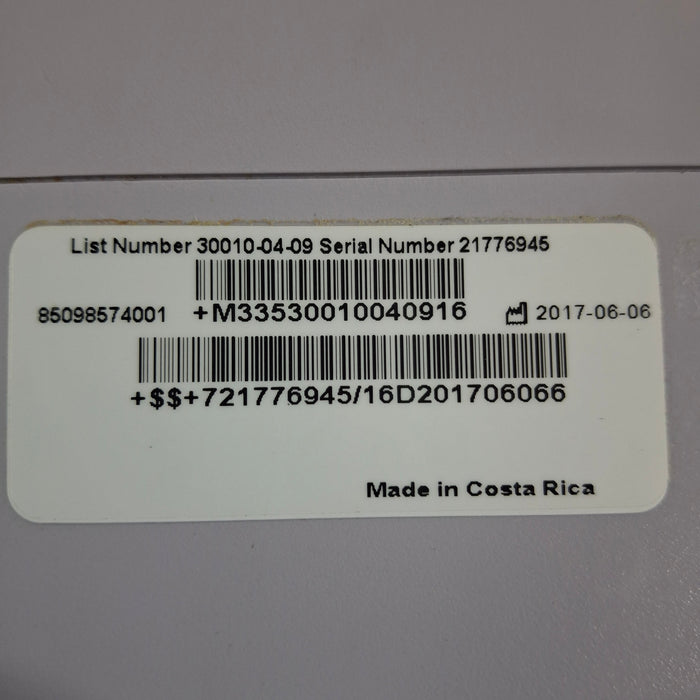 List Number 30010-04-09 Serial Number 21776945
85098574001 +M33530010040916 2017-06-06
+$$+721776945/16D201706066
Made in Costa Rica